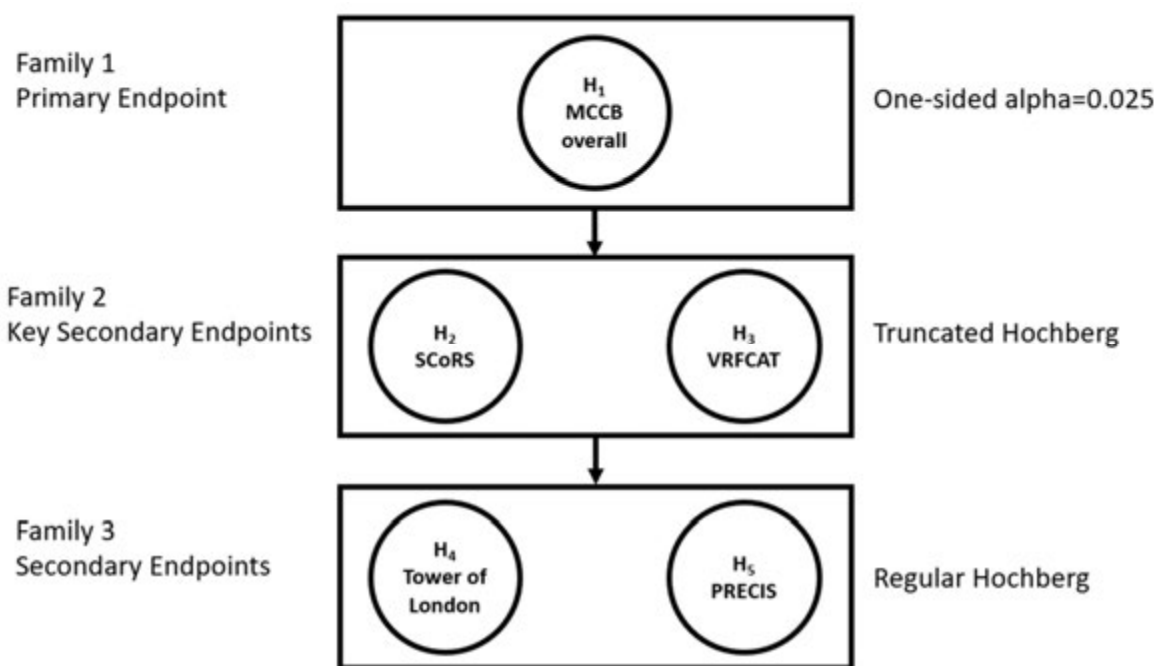 Family 1
Primary Endpoint
H₁
MCCB
overall
One-sided alpha=0.025
Family 2
Key Secondary Endpoints
H₂
SCoRS
H₃
VRFCAT
Truncated Hochberg
Family 3
Secondary Endpoints
H₄
Tower of
London
H₅
PRECIS
Regular Hochberg